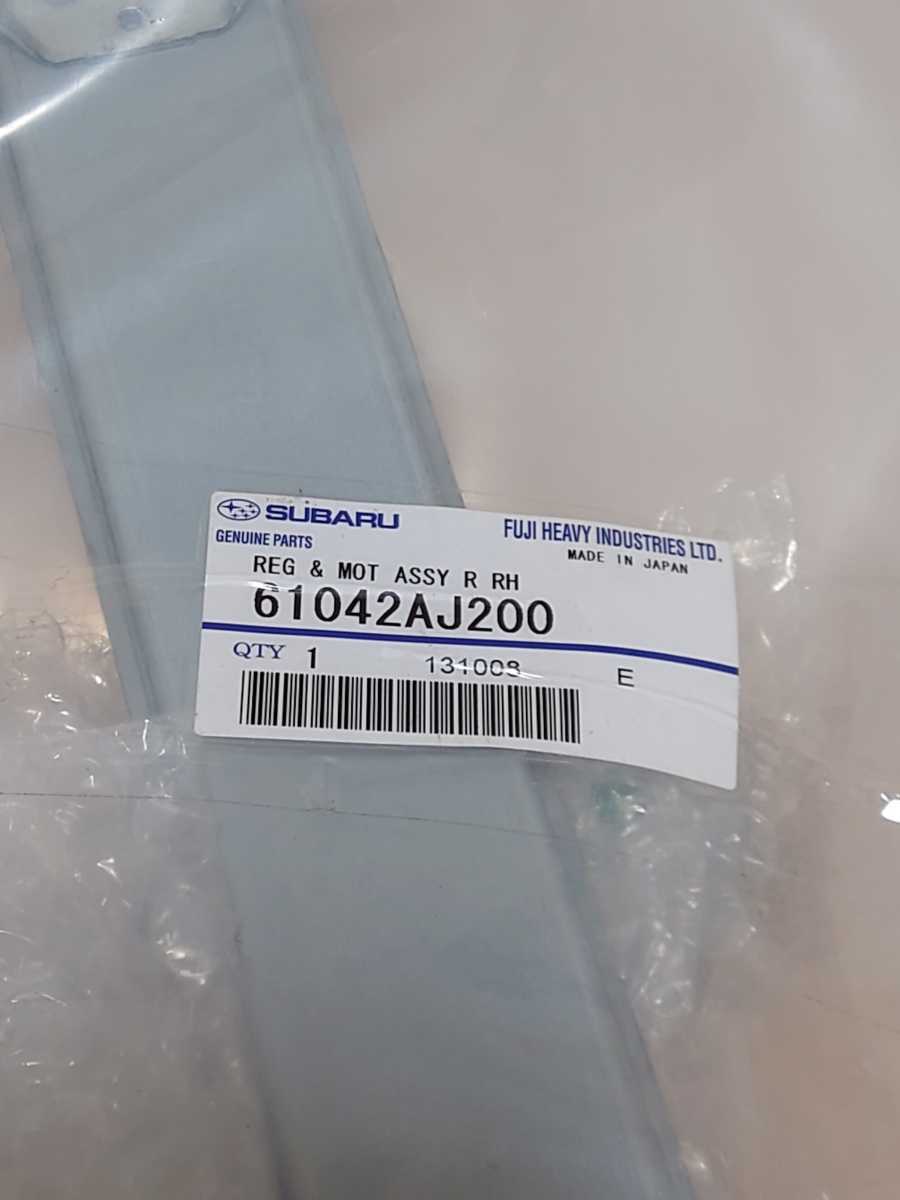 SUBARU
FUJI HEAVY INDUSTRIES LTD.
GENUINE PARTS
MADE IN JAPAN
REG & MOT ASSY R RH
61042AJ200
QTY 1 131008 E